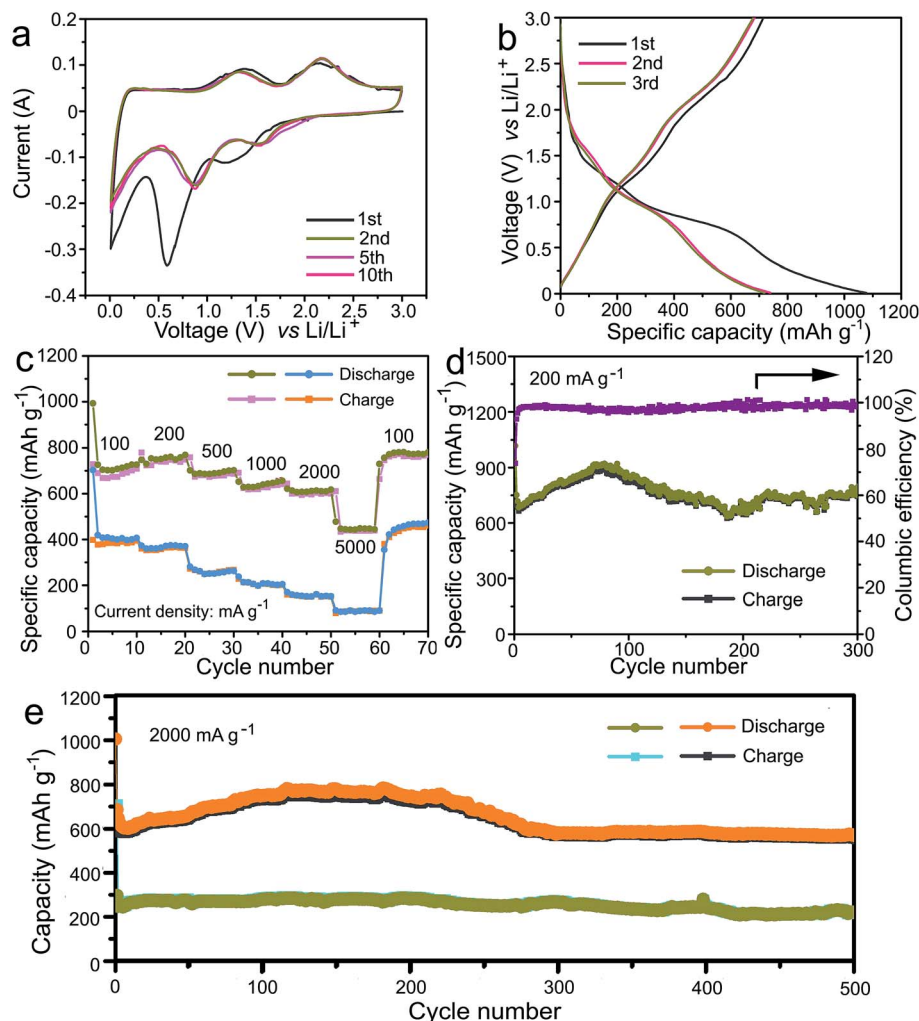 a
0.2
0.1
0
-0.1
-0.2
-0.3
-0.4
Current (A)
1st
2nd
5th
10th
0.0 0.5 1.0 1.5 2.0 2.5 3.0
Voltage (V) vs Li/Li+
b
3.0
2.5
2.0
1.5
1.0
0.5
0
Voltage (V) vs Li/Li+
1st
2nd
3rd
0 200 400 600 800 1000 1200
Specific capacity (mAh g-1)
c
1200
1000
800
600
400
200
0
Specific capacity (mAh g-1)
Discharge
Charge
100 200 500 1000 2000 5000 100
Current density: mA g-1
0 10 20 30 40 50 60 70
Cycle number
d
1500
1200
900
600
300
0
Specific capacity (mAh g-1)
200 mA g-1
Discharge
Charge
120
100
80
60
40
20
0
Columbic efficiency (%)
0 100 200 300
Cycle number
e
1200
1000
800
600
400
200
0
Capacity (mAh g-1)
2000 mA g-1
Discharge
Charge
0 100 200 300 400 500
Cycle number